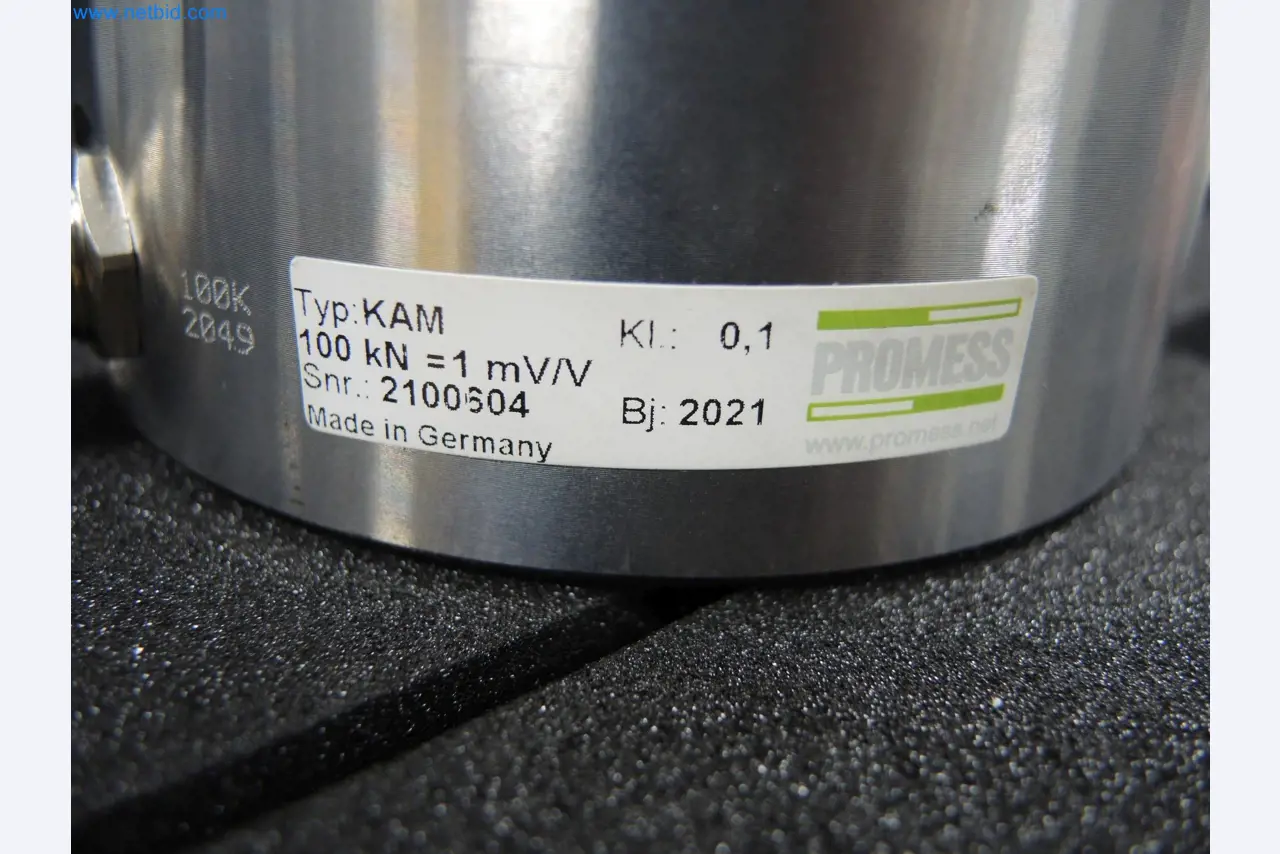 www.netbid.com
100K
2049
Typ:KAM
100 kN =1 mV/V
Snr.: 2100604
Made in Germany
Kl.: 0,1
Bj: 2021
PROMESS
www.promess.net